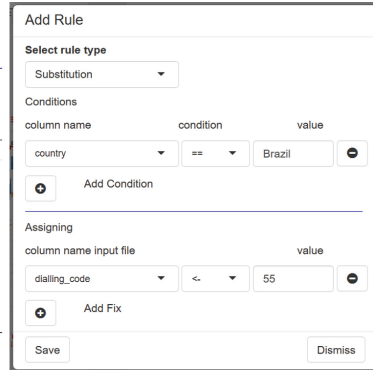 Add Rule
Select rule type
Substitution
Conditions
column name condition value
country == Brazil
Add Condition
Assigning
column name input file value
dialling_code <- 55
Add Fix
Save Dismiss